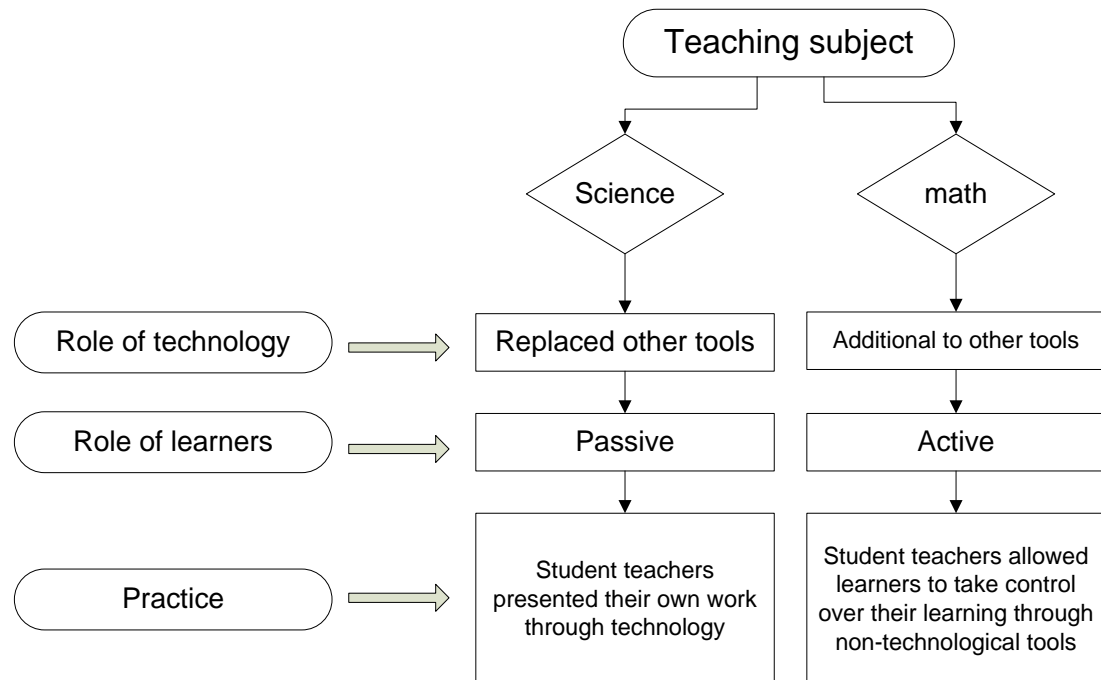 Teaching subject
Science
math
Role of technology
Replaced other tools
Additional to other tools
Role of learners
Passive
Active
Practice
Student teachers
presented their own work
through technology
Student teachers allowed
learners to take control
over their learning through
non-technological tools